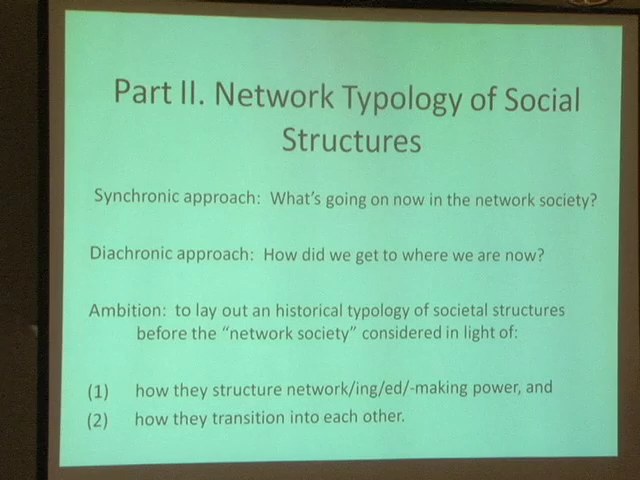 Part II. Network Typology of Social
Structures
Synchronic approach: What's going on now in the network society?
Diachronic approach: How did we get to where we are now?
Ambition: to lay out an historical typology of societal structures
before the “network society” considered in light of:
(1) how they structure network/ing/ed/-making power, and
(2) how they transition into each other.